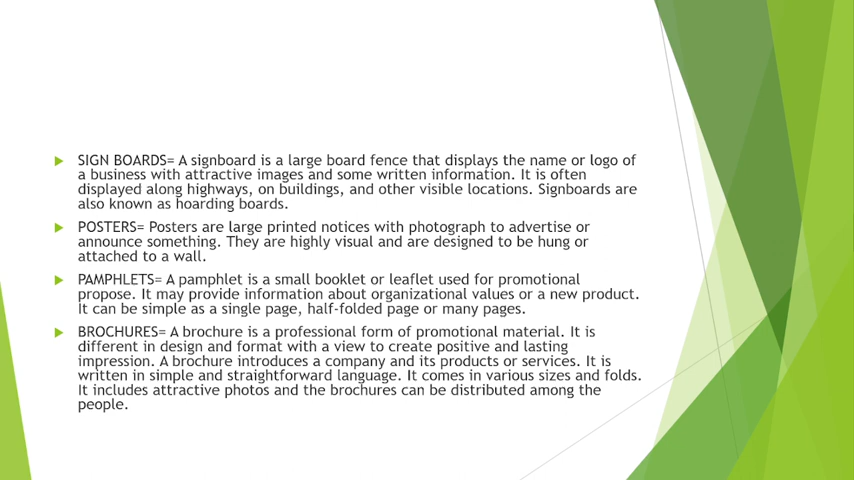 SIGN BOARDS= A signboard is a large board fence that displays the name or logo of
a business with attractive images and some written information. It is often
displayed along highways, on buildings, and other visible locations. Signboards are
also known as hoarding boards.
POSTERS= Posters are large printed notices with photograph to advertise or
announce something. They are highly visual and are designed to be hung or
attached to a wall.
PAMPHLETS= A pamphlet is a small booklet or leaflet used for promotional
propose. It may provide information about organizational values or a new product.
It can be simple as a single page, half-folded page or many pages.
BROCHURES= A brochure is a professional form of promotional material. It is
different in design and format with a view to create positive and lasting
impression. A brochure introduces a company and its products or services. It is
written in simple and straightforward language. It comes in various sizes and folds.
It includes attractive photos and the brochures can be distributed among the
people.